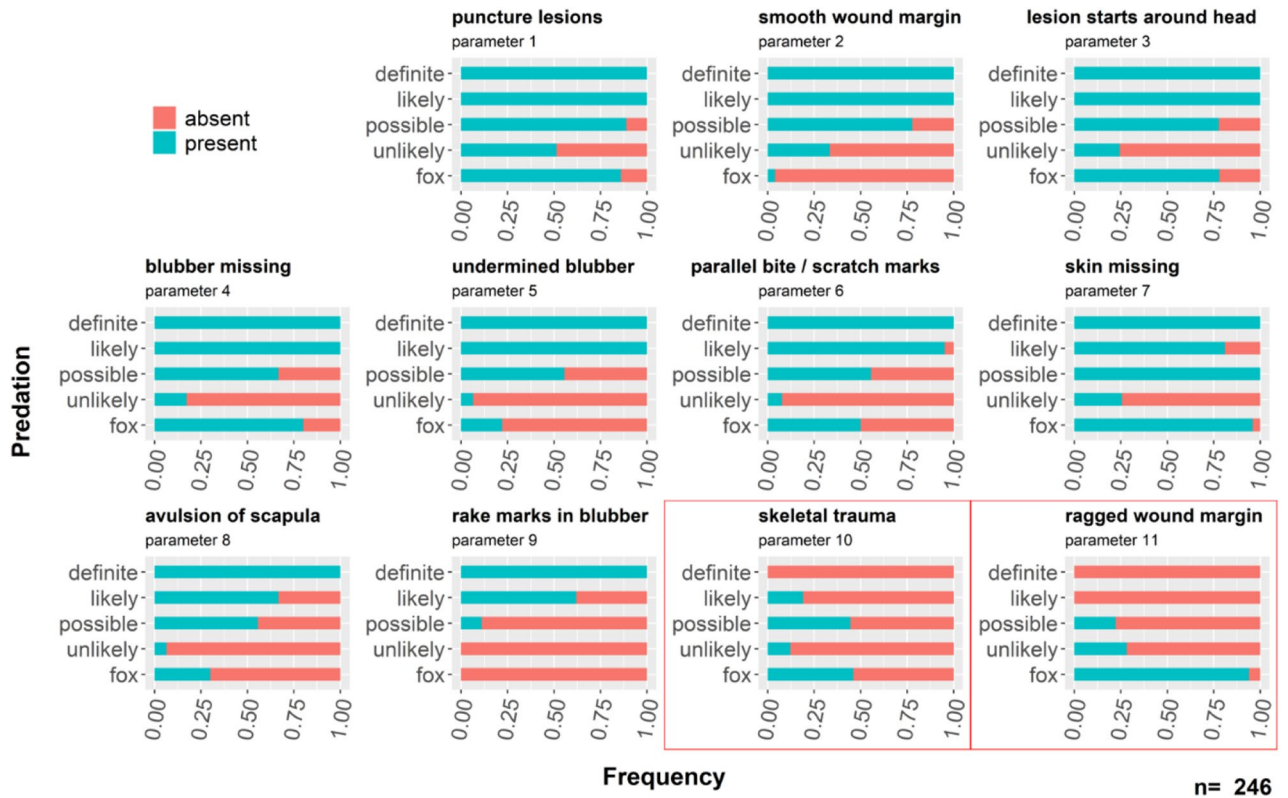 puncture lesions
parameter 1
definite
likely
possible
unlikely
fox
0.00
0.25
0.50
0.75
1.00
smooth wound margin
parameter 2
definite
likely
possible
unlikely
fox
0.00
0.25
0.50
0.75
1.00
lesion starts around head
parameter 3
definite
likely
possible
unlikely
fox
0.00
0.25
0.50
0.75
1.00
absent
present
Predation
blubber missing
parameter 4
definite
likely
possible
unlikely
fox
0.00
0.25
0.50
0.75
1.00
undermined blubber
parameter 5
definite
likely
possible
unlikely
fox
0.00
0.25
0.50
0.75
1.00
parallel bite / scratch marks
parameter 6
definite
likely
possible
unlikely
fox
0.00
0.25
0.50
0.75
1.00
skin missing
parameter 7
definite
likely
possible
unlikely
fox
0.00
0.25
0.50
0.75
1.00
avulsion of scapula
parameter 8
definite
likely
possible
unlikely
fox
0.00
0.25
0.50
0.75
1.00
rake marks in blubber
parameter 9
definite
likely
possible
unlikely
fox
0.00
0.25
0.50
0.75
1.00
skeletal trauma
parameter 10
definite
likely
possible
unlikely
fox
0.00
0.25
0.50
0.75
1.00
ragged wound margin
parameter 11
definite
likely
possible
unlikely
fox
0.00
0.25
0.50
0.75
1.00
Frequency
n= 246